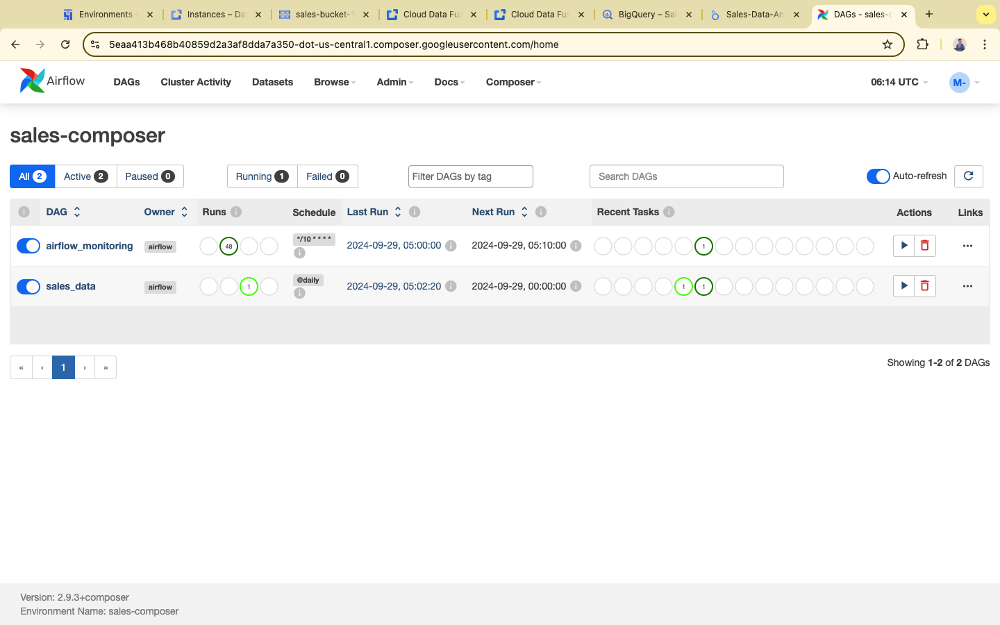 Environments
Instances – Da
sales-bucket-1
Cloud Data Fus
Cloud Data Fus
BigQuery – Sal
Sales-Data-An
DAGs - sales-c
5eaa413b468b40859d2a3af8dda7a350-dot-us-central1.composer.googleusercontent.com/home
Airflow DAGs Cluster Activity Datasets Browse Admin Docs Composer 06:14 UTC M-
sales-composer
All 2 Active 2 Paused 0 Running 1 Failed 0 Filter DAGs by tag Search DAGs Auto-refresh
DAG Owner Runs Schedule Last Run Next Run Recent Tasks Actions Links
airflow_monitoring airflow 48 */10 * * * * 2024-09-29, 05:00:00 2024-09-29, 05:10:00 1
sales_data airflow 1 @daily 2024-09-29, 05:02:20 2024-09-29, 00:00:00 1 1
« ‹ 1 › » Showing 1-2 of 2 DAGs
Version: 2.9.3+composer
Environment Name: sales-composer